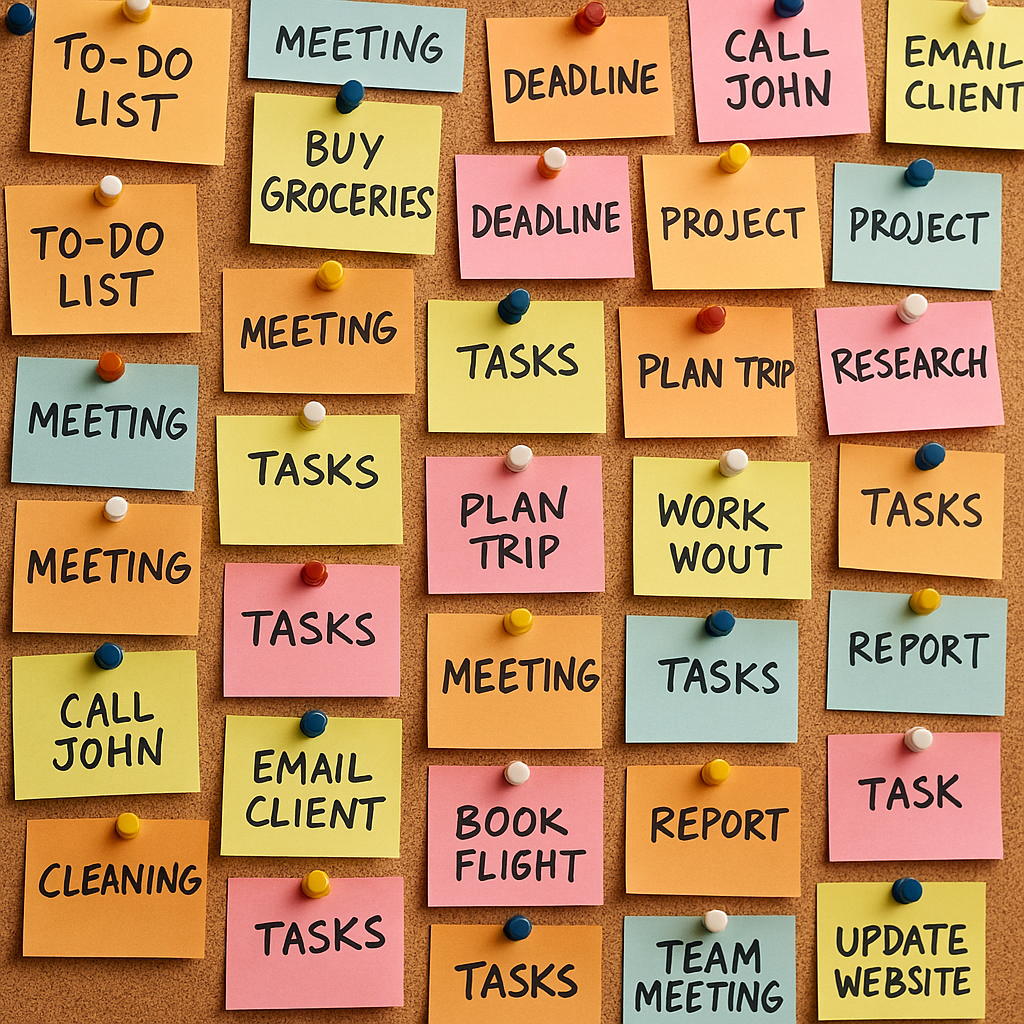 TO-DO
LIST
MEETING
DEADLINE
CALL
JOHN
EMAIL
CLIENT
BUY
GROCERIES
DEADLINE
PROJECT
PROJECT
TO-DO
LIST
MEETING
TASKS
PLAN TRIP
RESEARCH
MEETING
TASKS
PLAN
TRIP
WORK
WOUT
TASKS
MEETING
TASKS
MEETING
TASKS
REPORT
CALL
JOHN
EMAIL
CLIENT
BOOK
FLIGHT
REPORT
TASK
CLEANING
TASKS
TASKS
TEAM
MEETING
UPDATE
WEBSITE